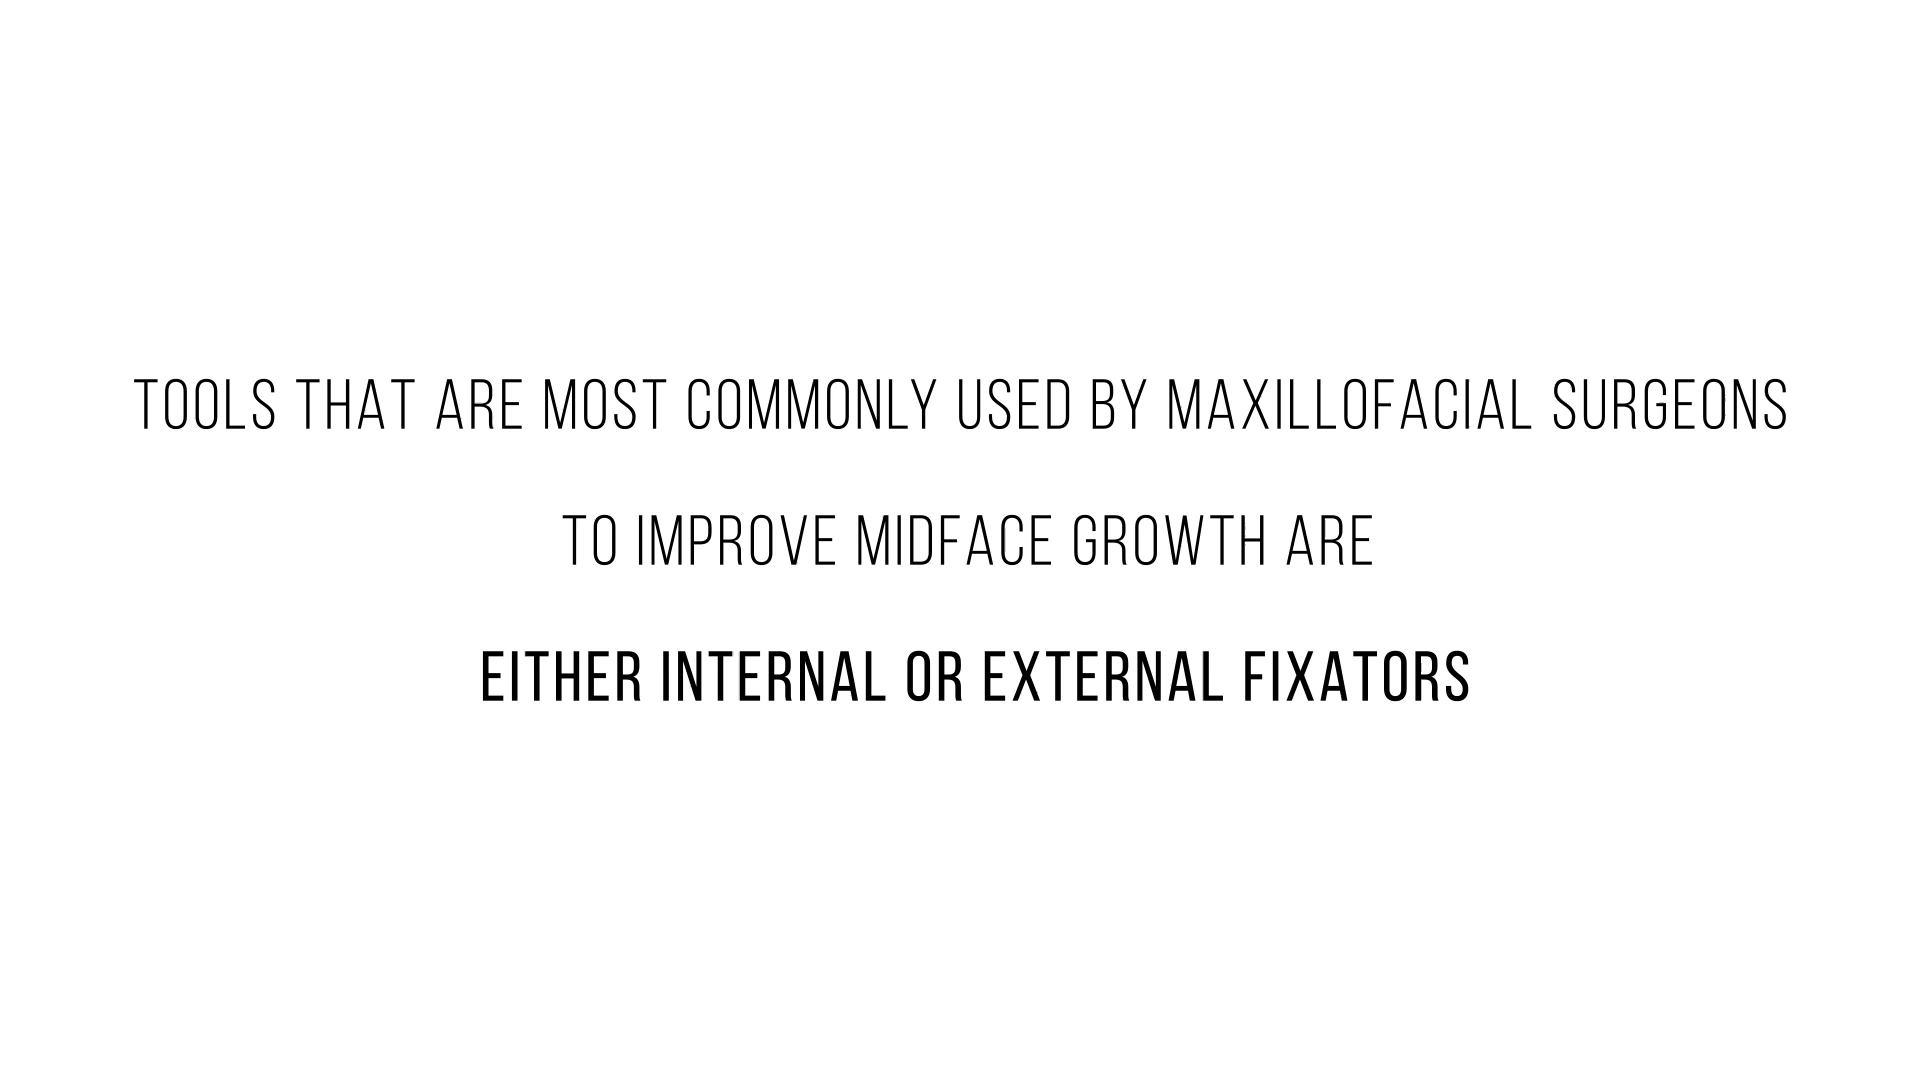 TOOLS THAT ARE MOST COMMONLY USED BY MAXILLOFACIAL SURGEONS
TO IMPROVE MIDFACE GROWTH ARE
EITHER INTERNAL OR EXTERNAL FIXATORS